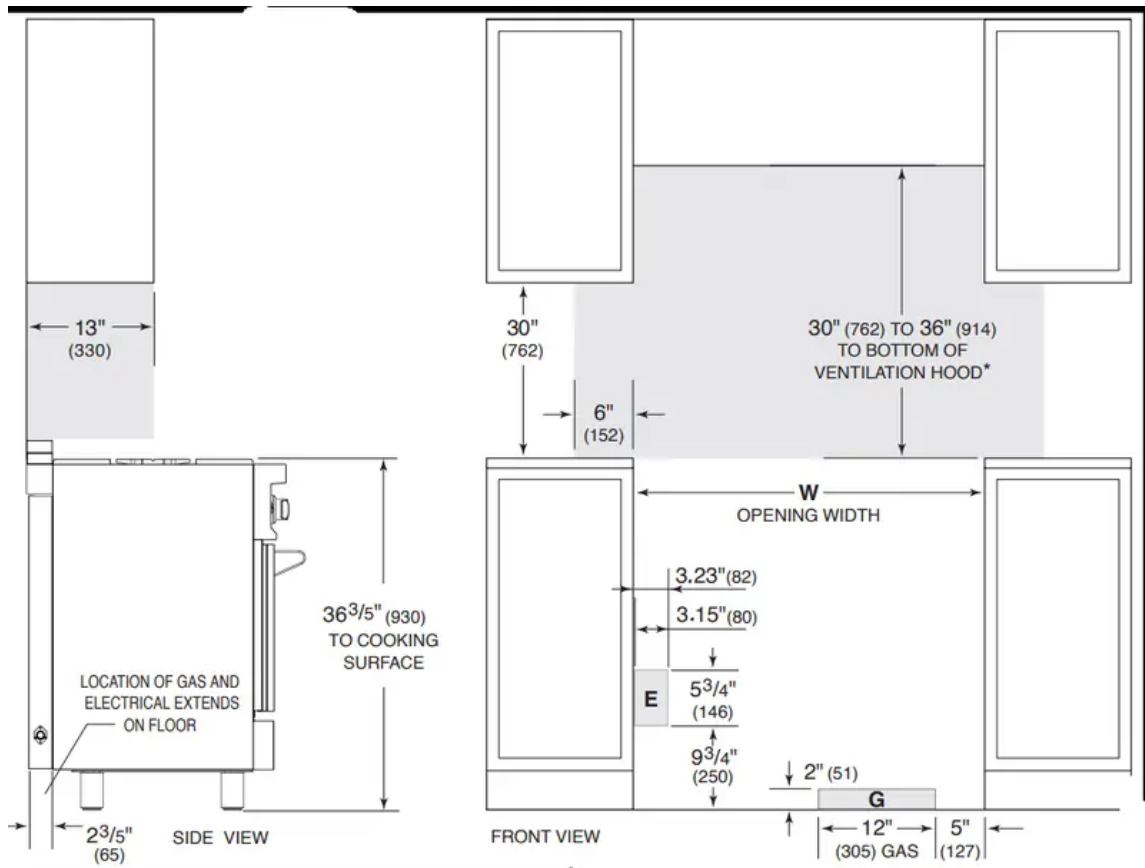 13"
(330)
36 3/5" (930)
TO COOKING
SURFACE
LOCATION OF GAS AND
ELECTRICAL EXTENDS
ON FLOOR
2 3/5"
(65)
SIDE VIEW
30"
(762)
30" (762) TO 36" (914)
TO BOTTOM OF
VENTILATION HOOD*
6"
(152)
W
OPENING WIDTH
3.23" (82)
3.15" (80)
E
5 3/4"
(146)
9 3/4"
(250)
2" (51)
G
12"
(305) GAS
5"
(127)
FRONT VIEW